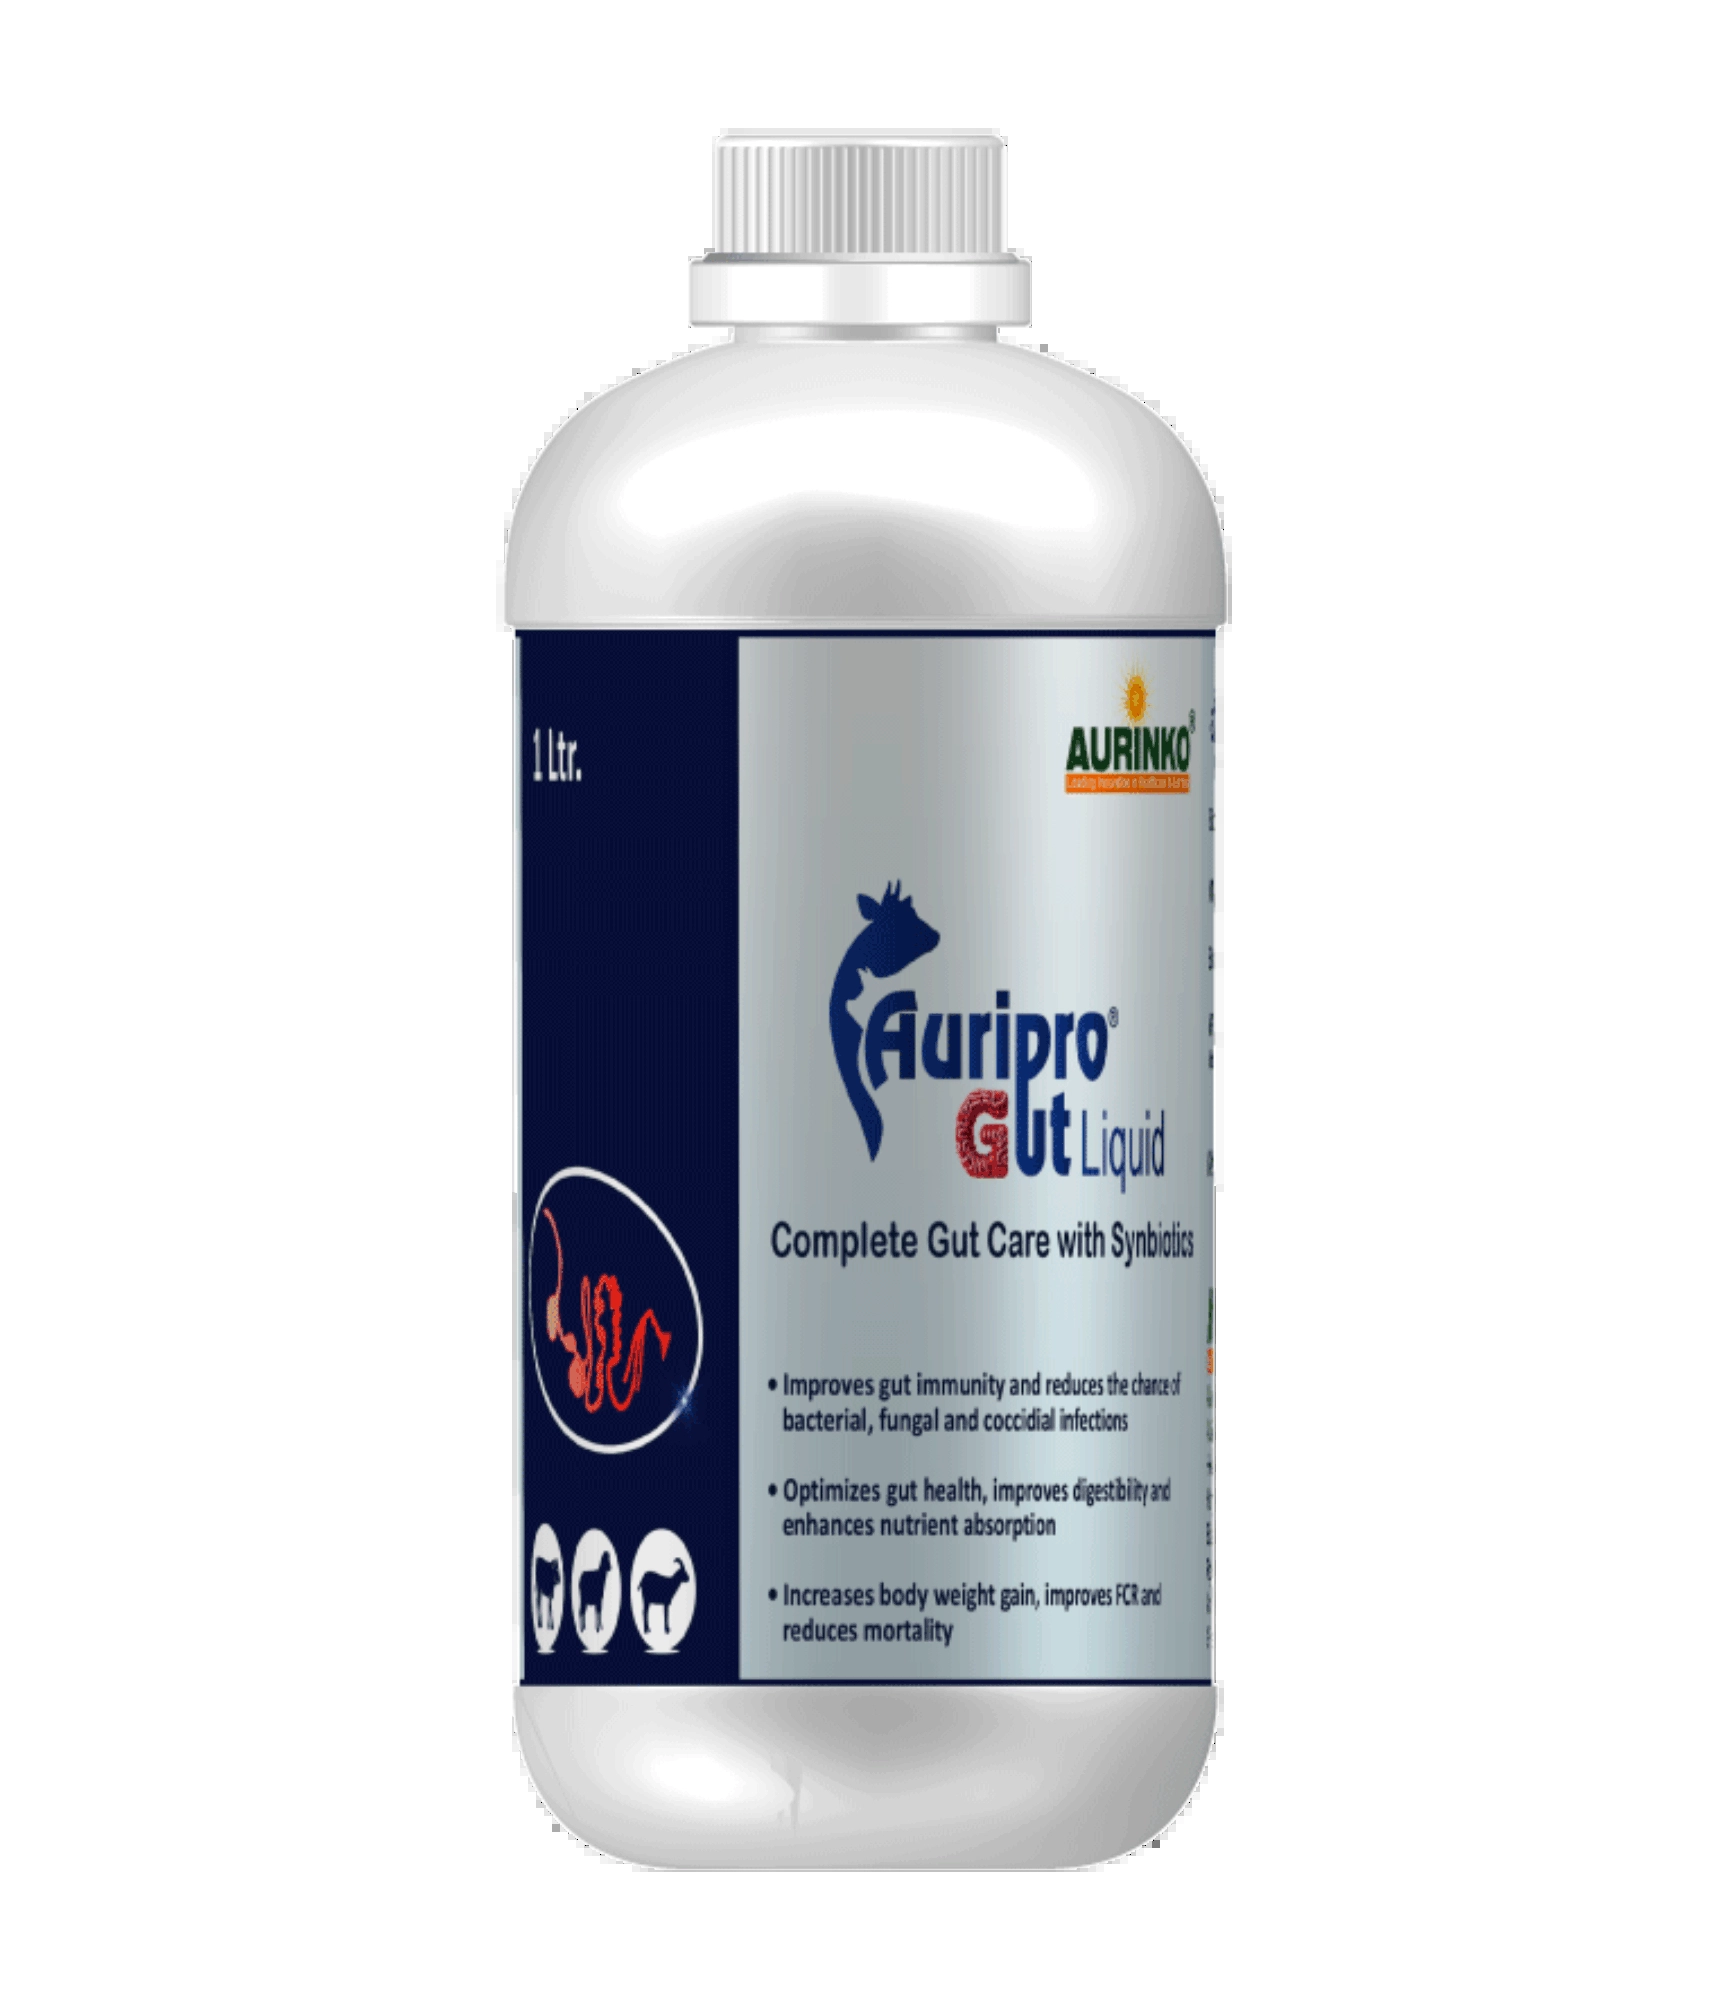 1 Ltr.
AURINKO®
Auripro®
Gut Liquid
Complete Gut Care with Synbiotics
• Improves gut immunity and reduces the chance of
bacterial, fungal and coccidial infections
• Optimizes gut health, improves digestibility and
enhances nutrient absorption
• Increases body weight gain, improves FCR and
reduces mortality